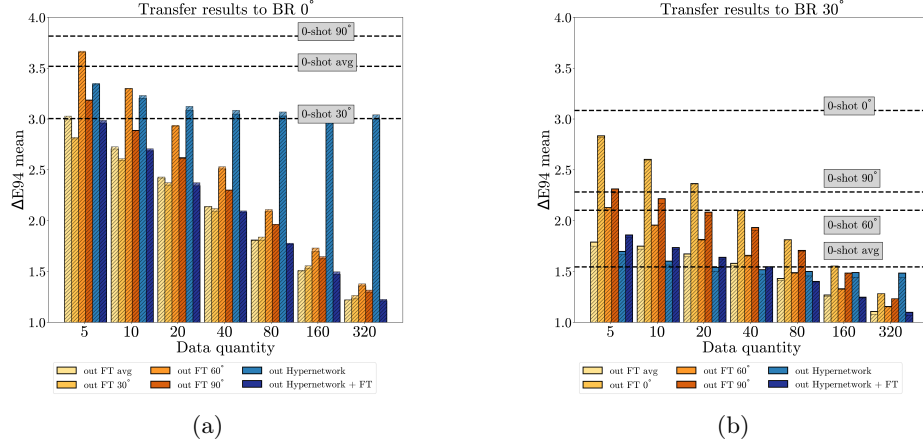 Transfer results to BR 0°
4.0
3.5
3.0
2.5
2.0
1.5
1.0
ΔE94 mean
0-shot 90°
0-shot avg
0-shot 30°
5 10 20 40 80 160 320
Data quantity
out FT avg out FT 60° out Hypernetwork
out FT 30° out FT 90° out Hypernetwork + FT
(a)
Transfer results to BR 30°
4.0
3.5
3.0
2.5
2.0
1.5
1.0
ΔE94 mean
0-shot 0°
0-shot 90°
0-shot 60°
0-shot avg
5 10 20 40 80 160 320
Data quantity
out FT avg out FT 60° out Hypernetwork
out FT 0° out FT 90° out Hypernetwork + FT
(b)